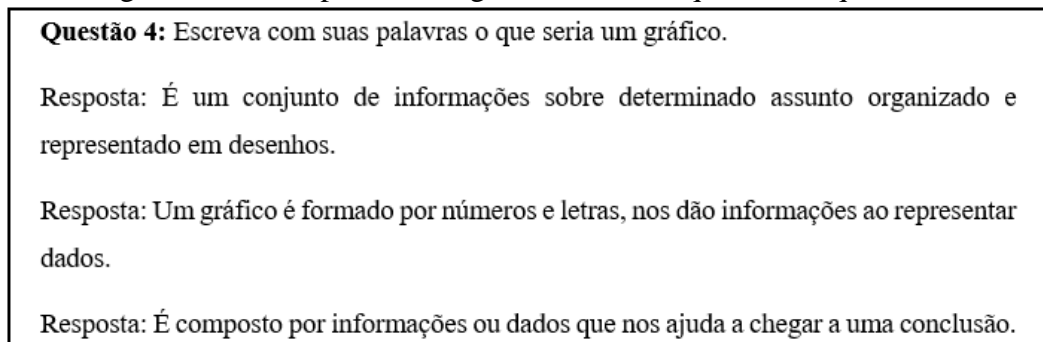 Questão 4: Escreva com suas palavras o que seria um gráfico.
Resposta: É um conjunto de informações sobre determinado assunto organizado e
representado em desenhos.
Resposta: Um gráfico é formado por números e letras, nos dão informações ao representar
dados.
Resposta: É composto por informações ou dados que nos ajuda a chegar a uma conclusão.